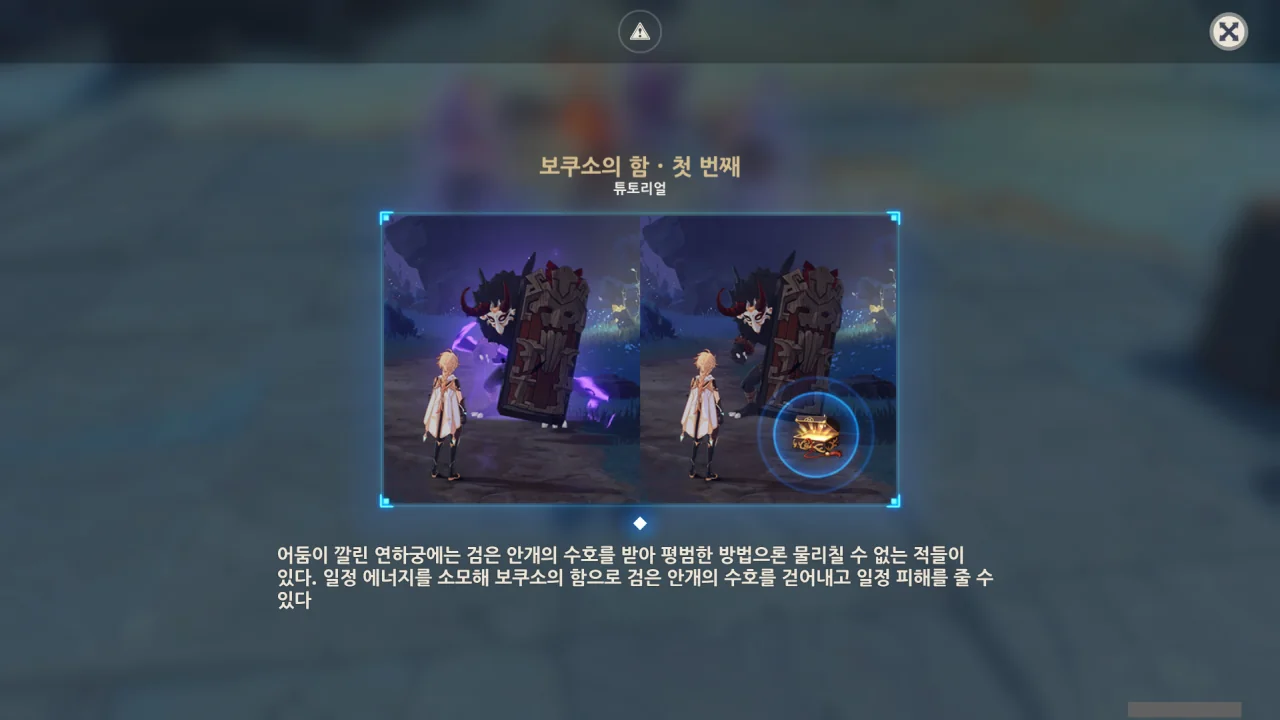 보쿠소의 함 · 첫 번째
튜토리얼
어둠이 깔린 연하궁에는 검은 안개의 수호를 받아 평범한 방법으론 물리칠 수 없는 적들이
있다. 일정 에너지를 소모해 보쿠소의 함으로 검은 안개의 수호를 걷어내고 일정 피해를 줄 수
있다